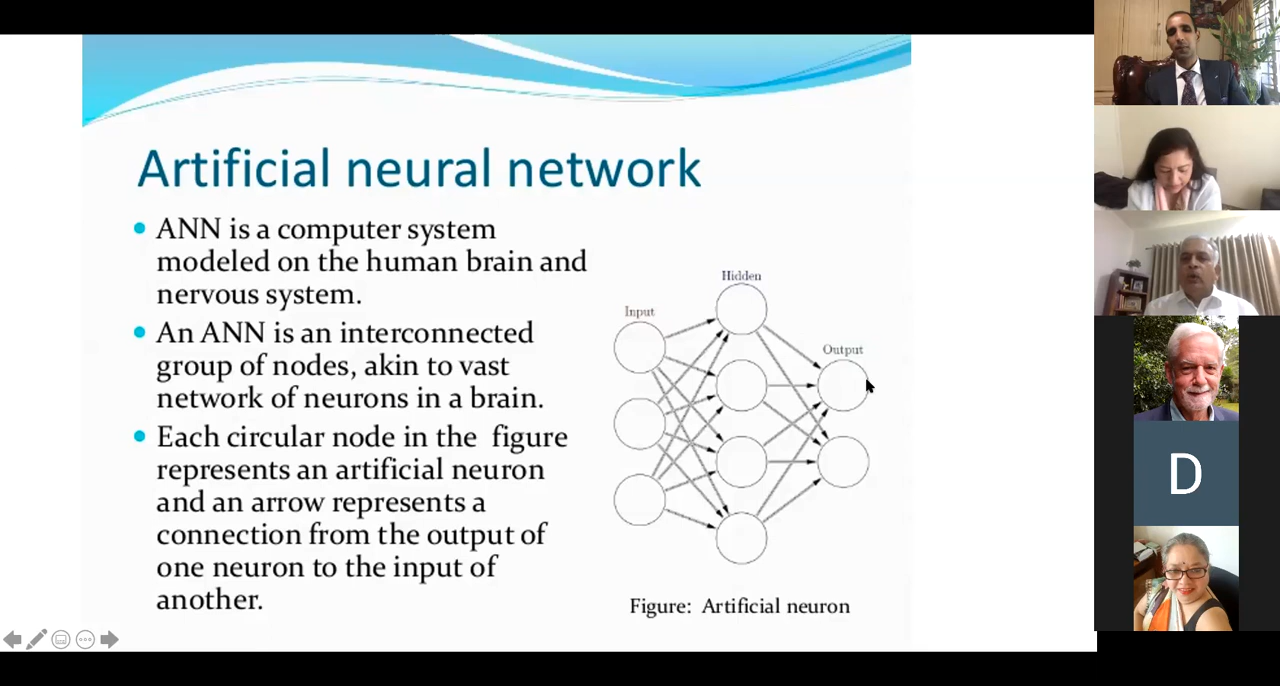 Artificial neural network
• ANN is a computer system
modeled on the human brain and
nervous system.
• An ANN is an interconnected
group of nodes, akin to vast
network of neurons in a brain.
• Each circular node in the figure
represents an artificial neuron
and an arrow represents a
connection from the output of
one neuron to the input of
another.
Hidden
Input
Output
Figure: Artificial neuron
D